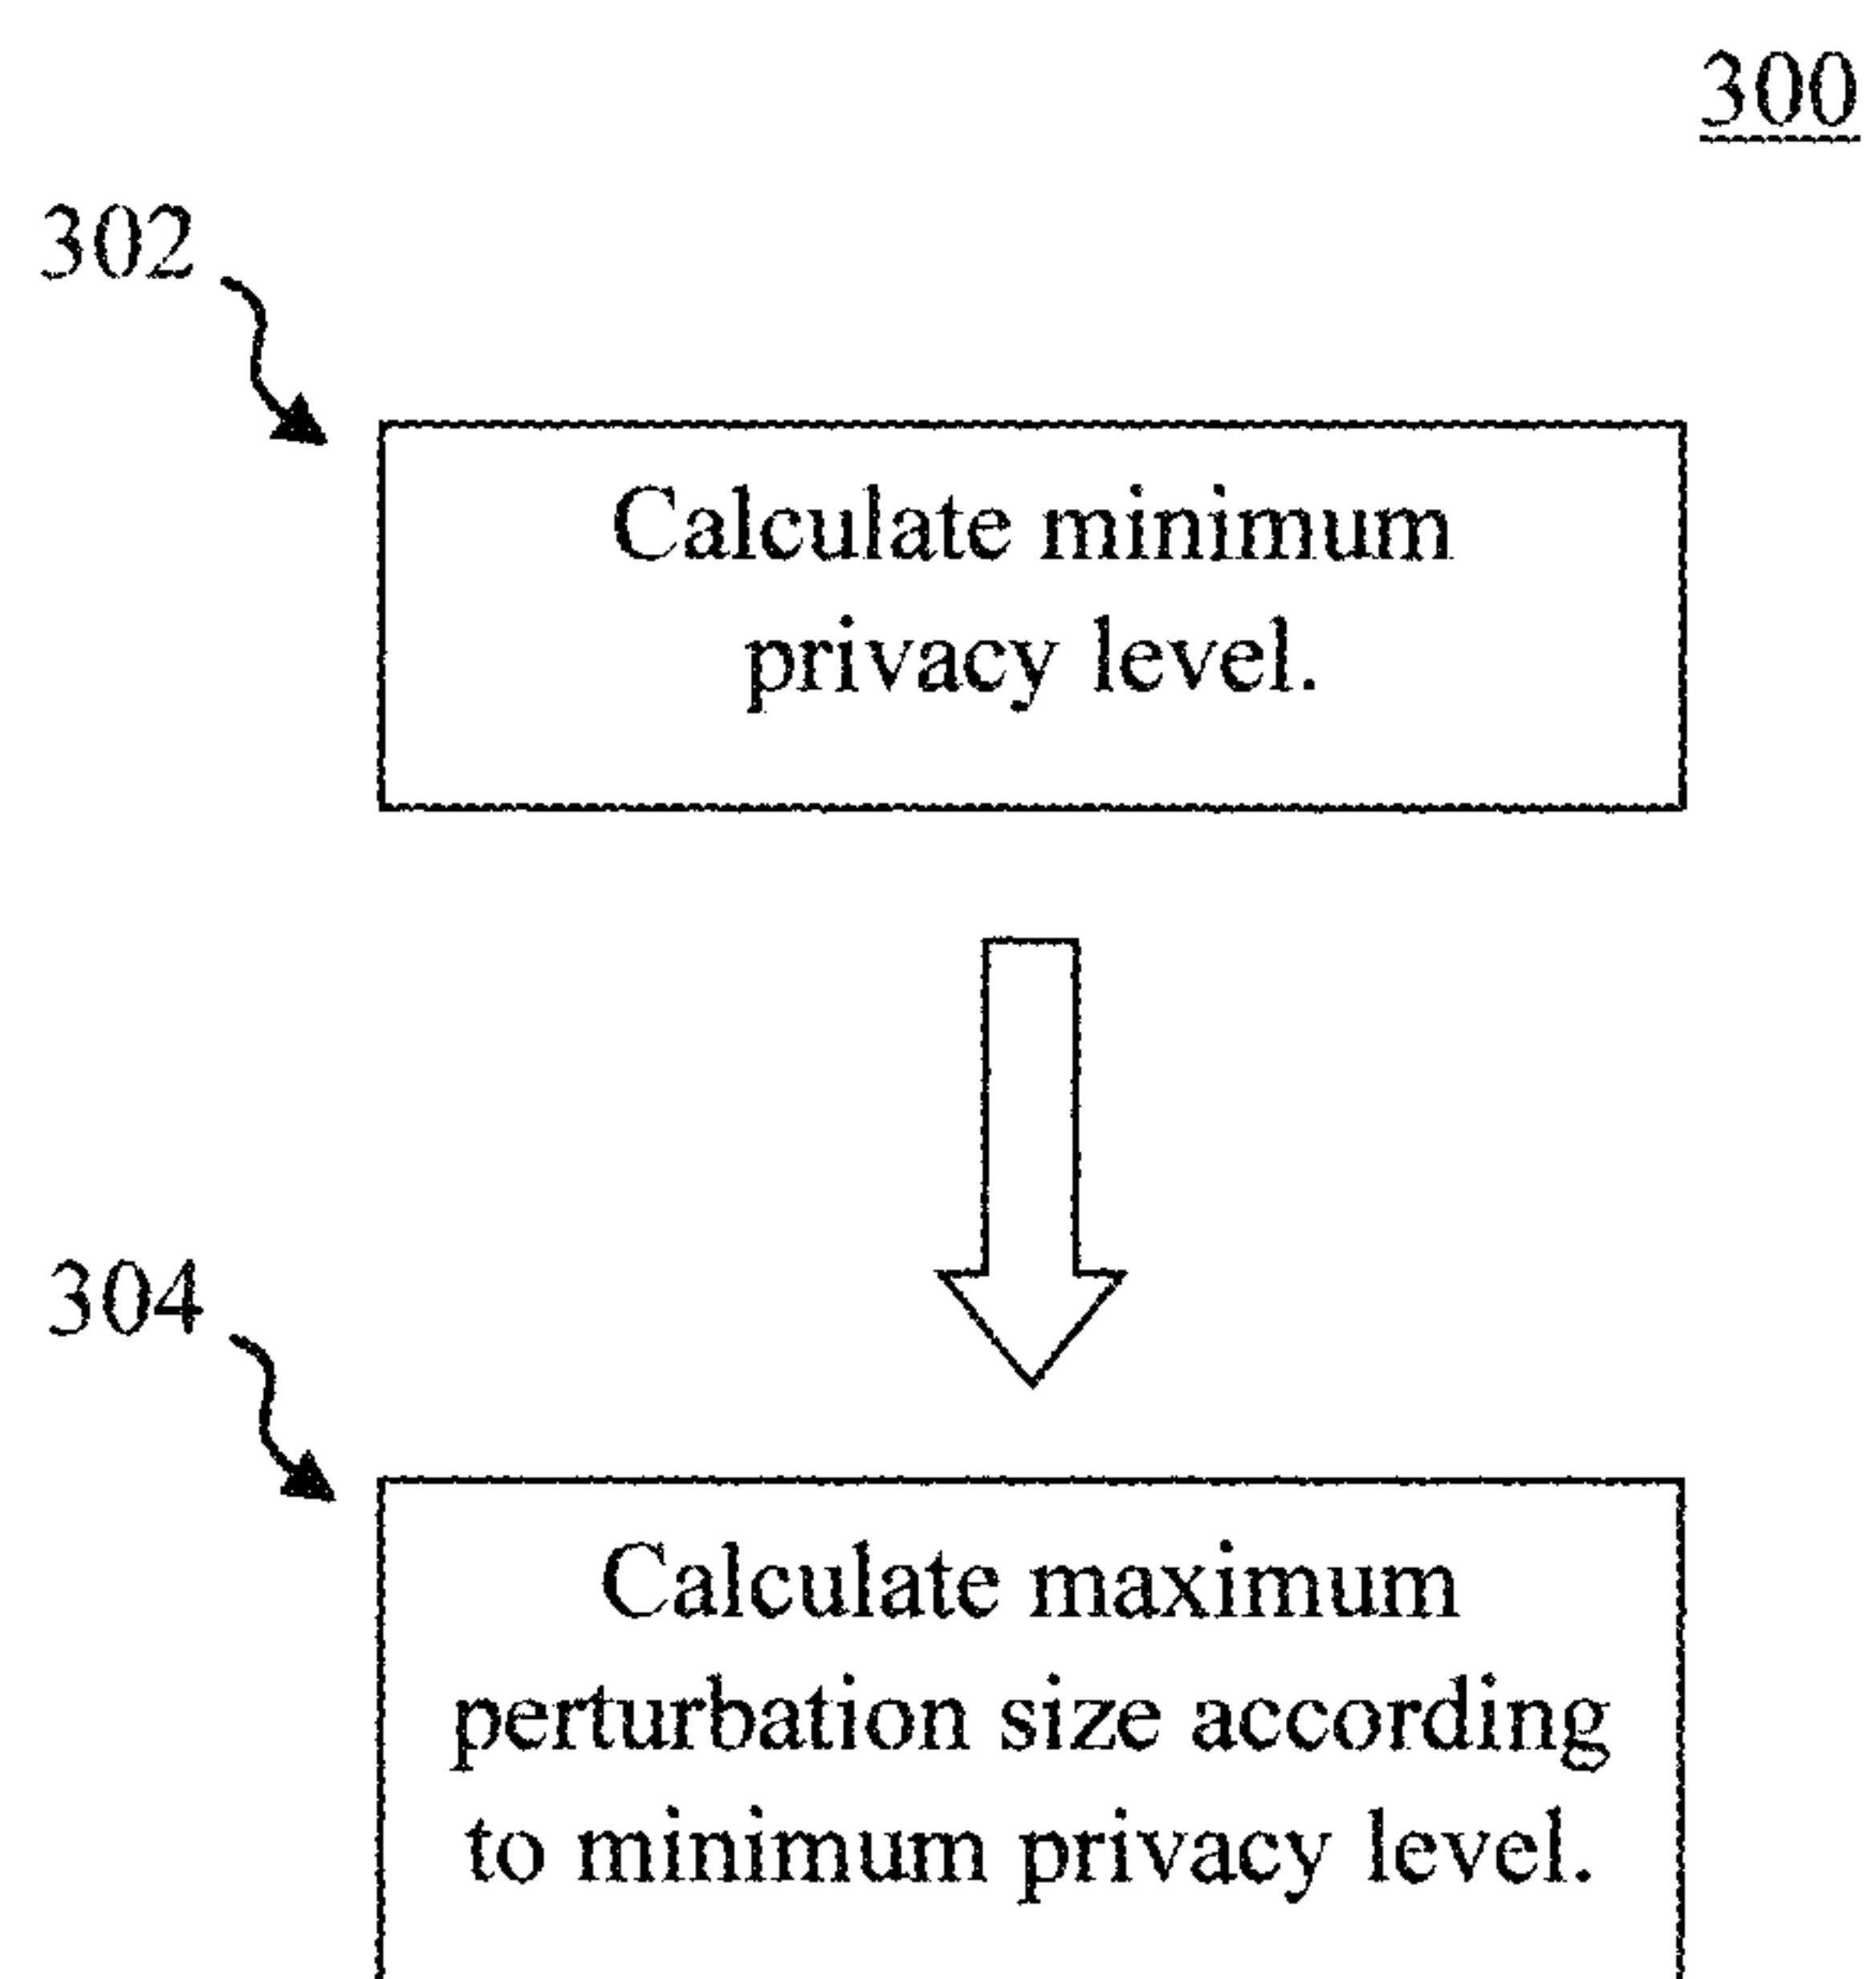 300
302
Calculate minimum
privacy level.
304
Calculate maximum
perturbation size according
to minimum privacy level.